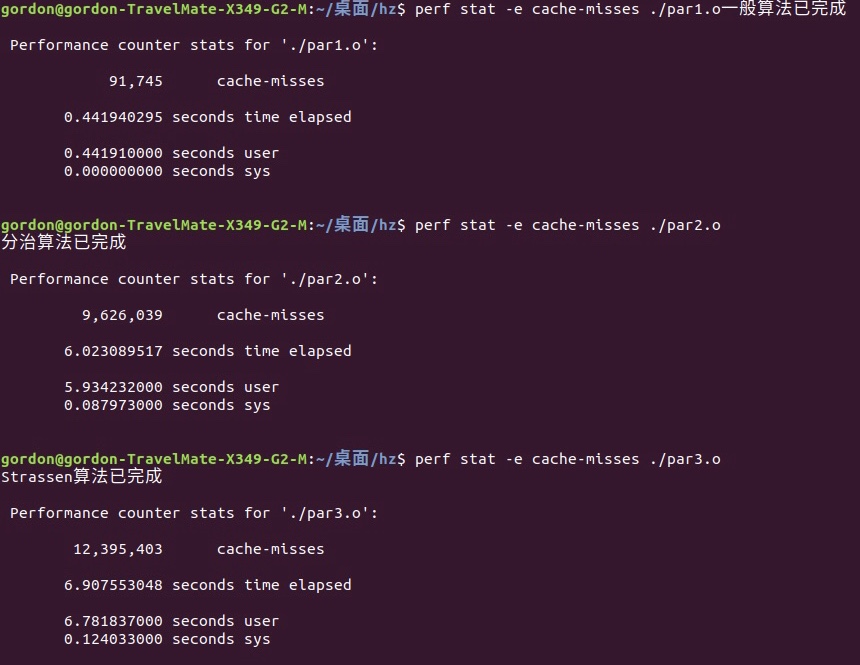 gordon@gordon-TravelMate-X349-G2-M:~/桌面/hz$ perf stat -e cache-misses ./par1.o一般算法已完成
Performance counter stats for './par1.o':
91,745 cache-misses
0.441940295 seconds time elapsed
0.441910000 seconds user
0.000000000 seconds sys
gordon@gordon-TravelMate-X349-G2-M:~/桌面/hz$ perf stat -e cache-misses ./par2.o
分治算法已完成
Performance counter stats for './par2.o':
9,626,039 cache-misses
6.023089517 seconds time elapsed
5.934232000 seconds user
0.087973000 seconds sys
gordon@gordon-TravelMate-X349-G2-M:~/桌面/hz$ perf stat -e cache-misses ./par3.o
Strassen算法已完成
Performance counter stats for './par3.o':
12,395,403 cache-misses
6.907553048 seconds time elapsed
6.781837000 seconds user
0.124033000 seconds sys